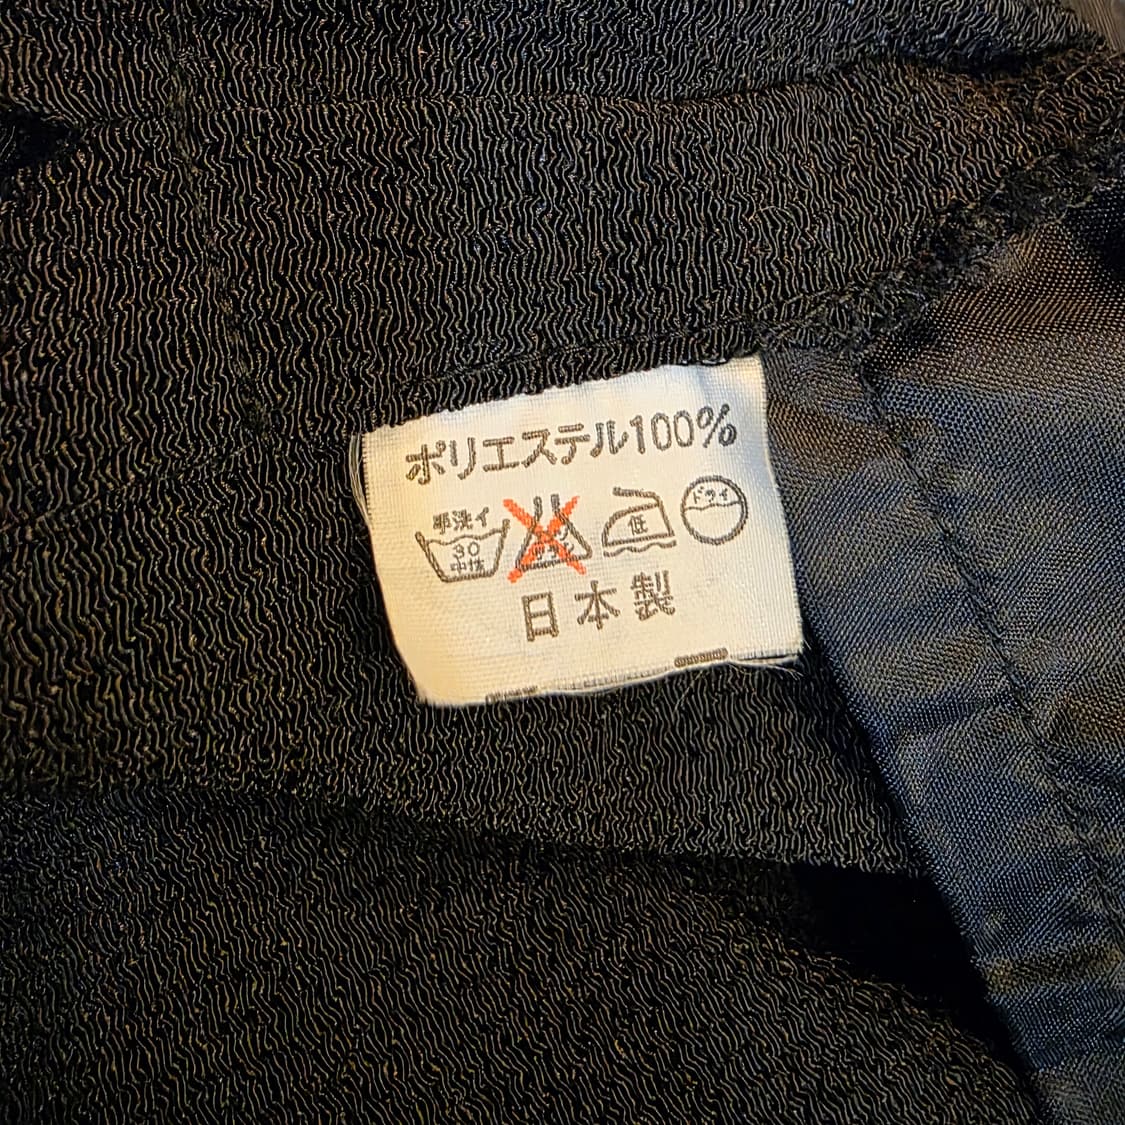 ポリエステル100%
手洗イ 30 中性 低 ドライ
日本製